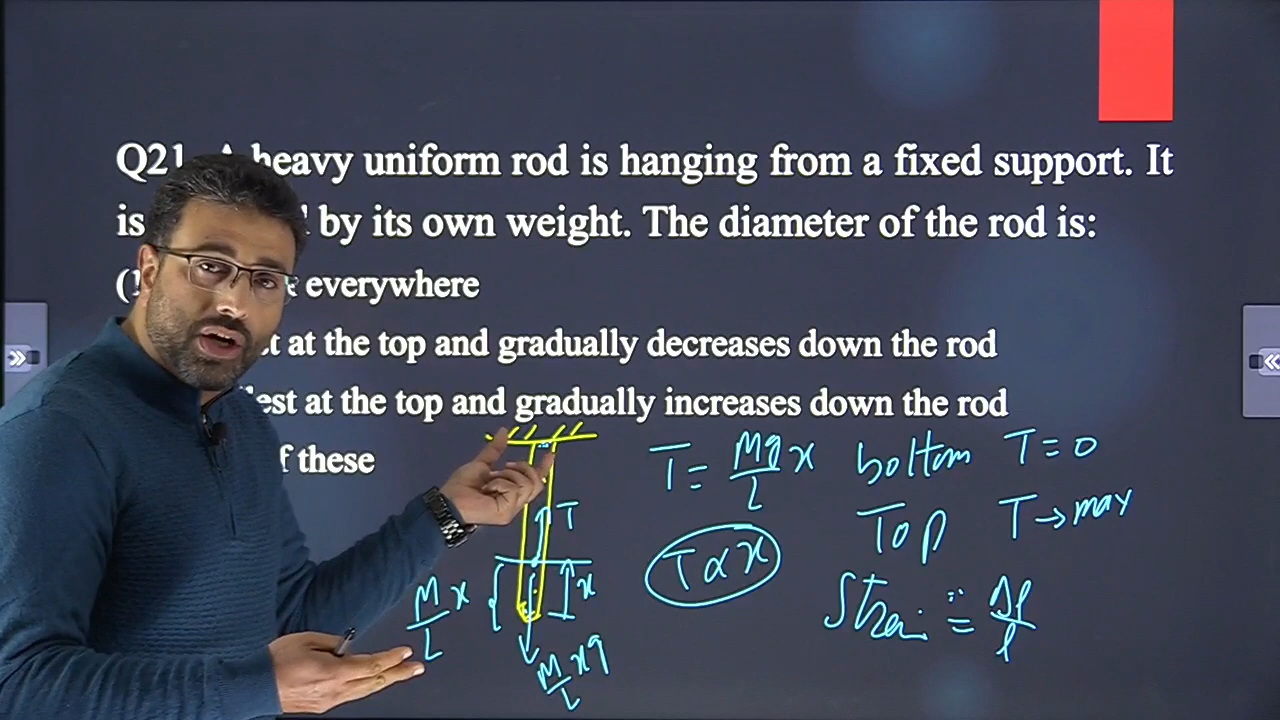 Q21 A heavy uniform rod is hanging from a fixed support. It
is by its own weight. The diameter of the rod is:
everywhere
at the top and gradually decreases down the rod
at the top and gradually increases down the rod
these
T = Mg/L x bottom T = 0
Top T → max
T ∝ x
Strai = Δl/l
T
x
M/L x
M/L xg